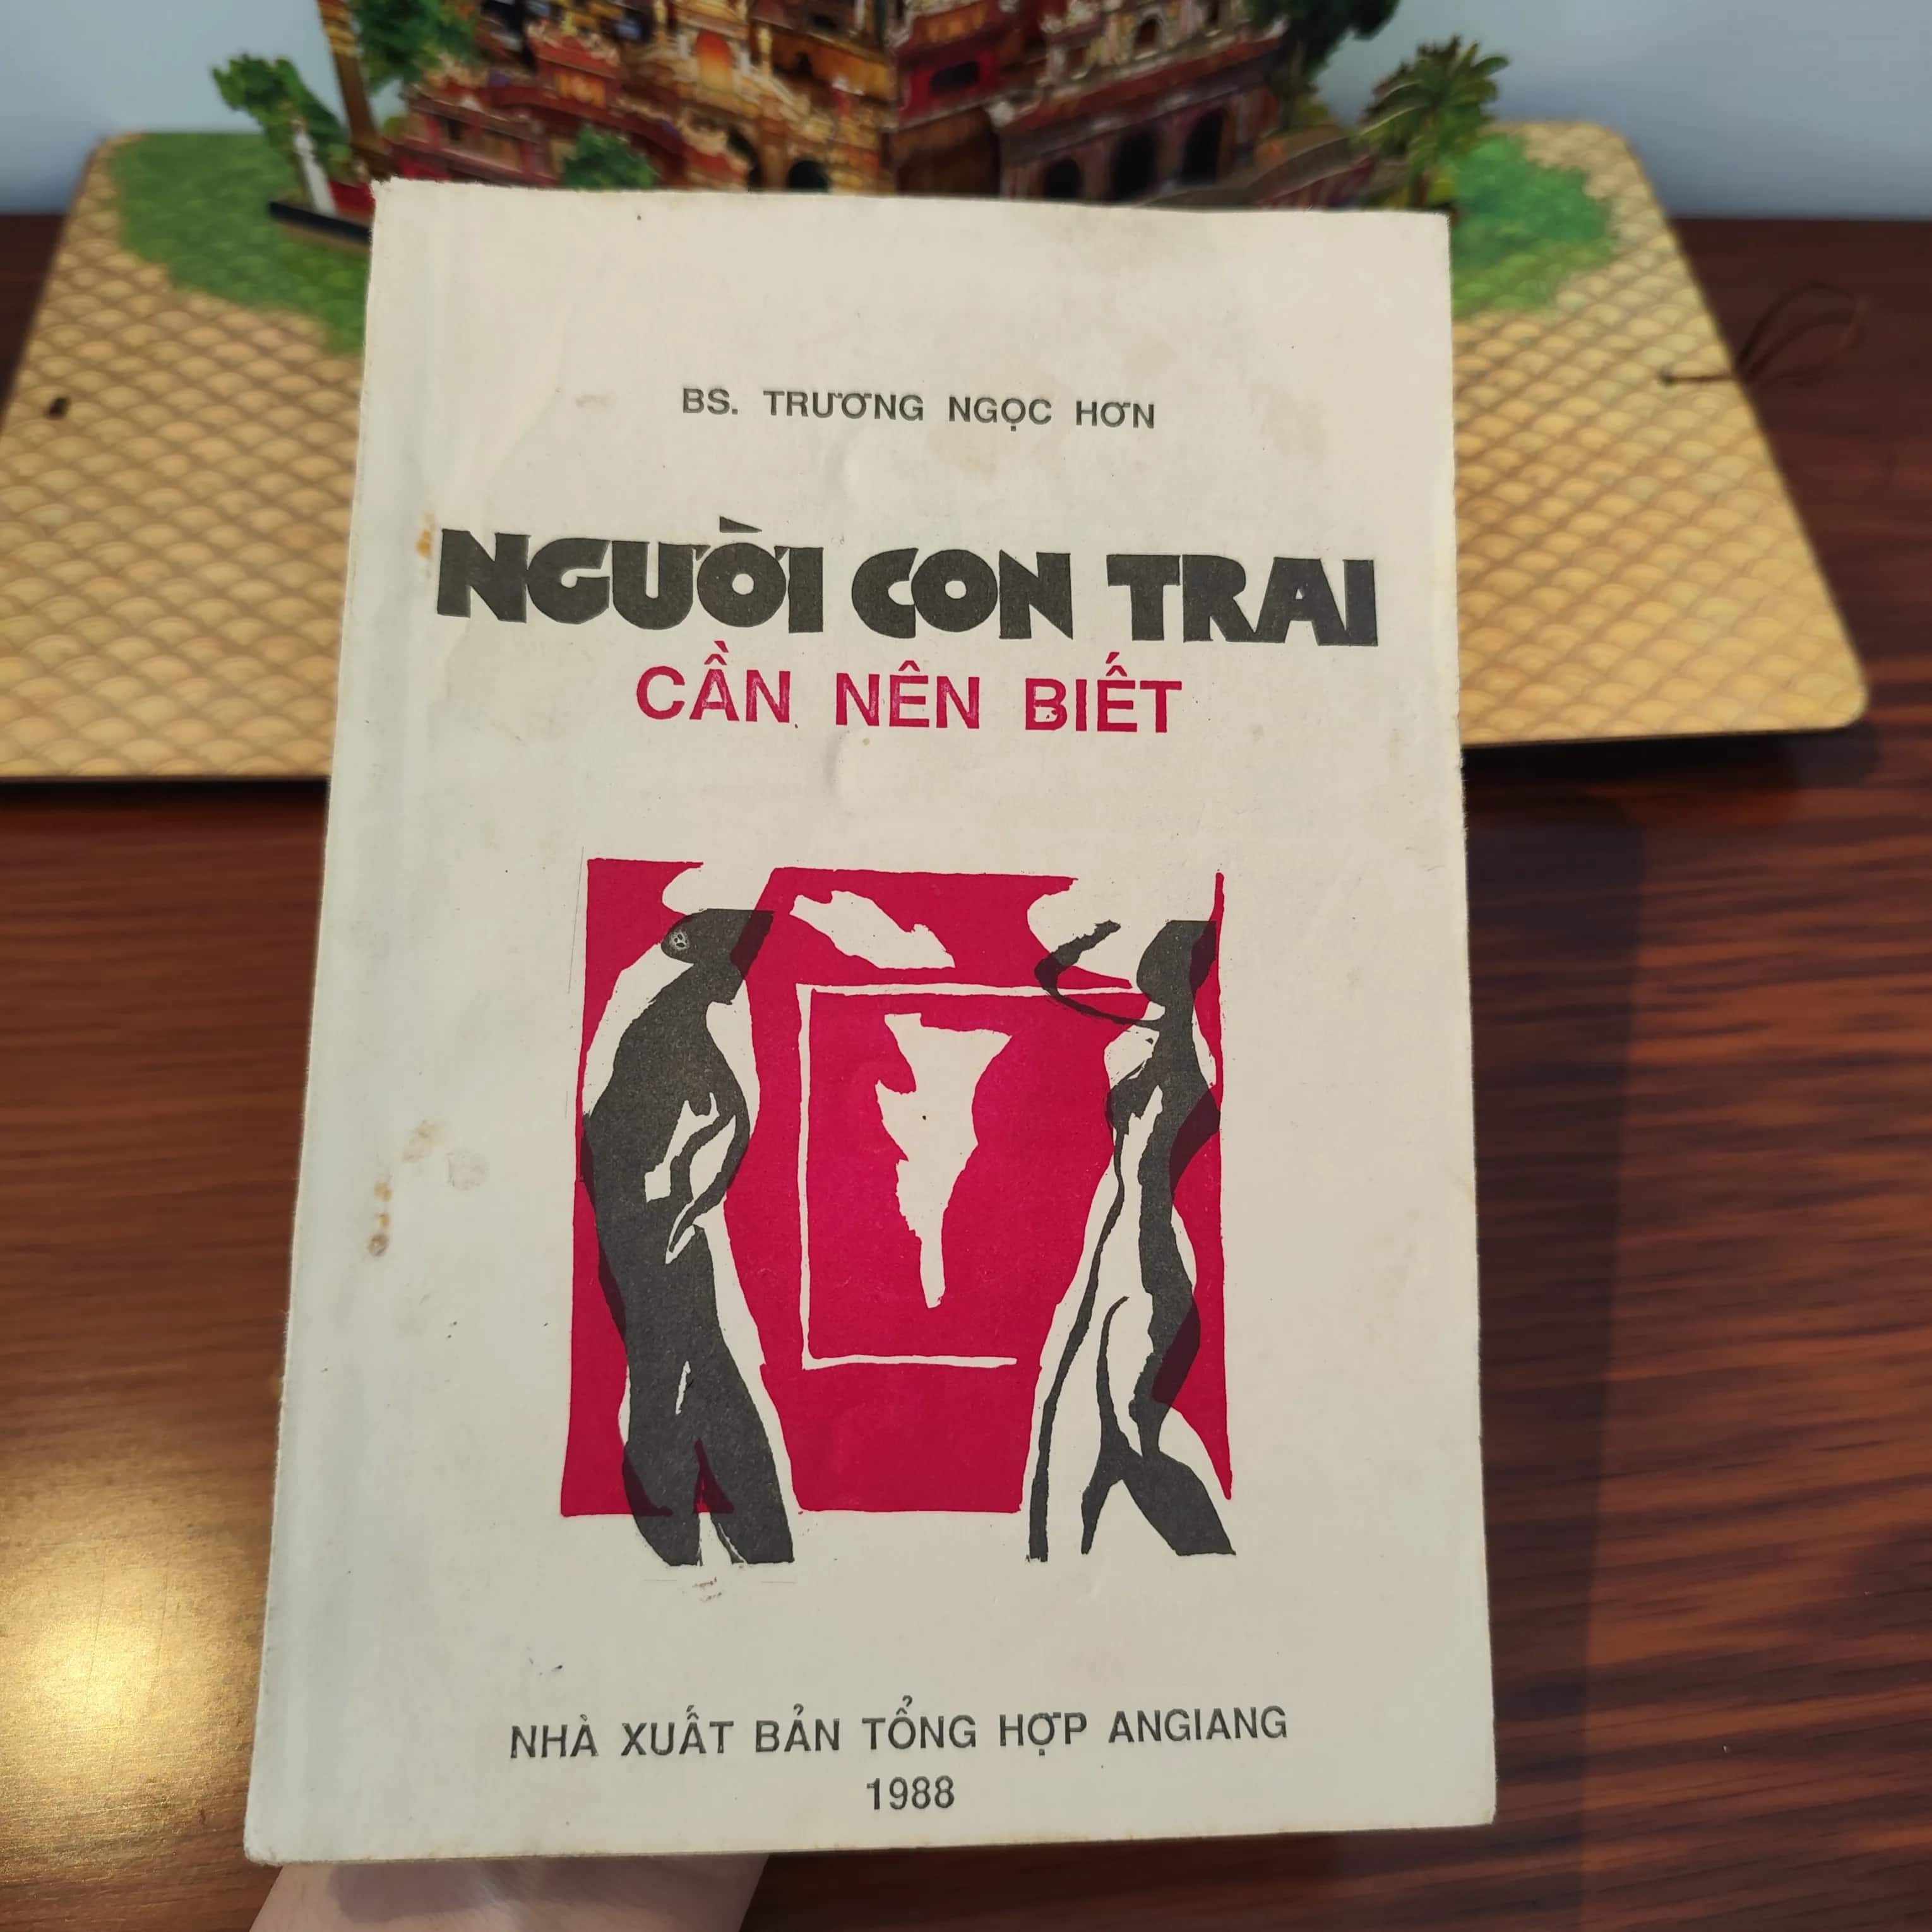 BS. TRƯƠNG NGỌC HƠN
NGƯỜI CON TRAI
CẦN NÊN BIẾT
NHÀ XUẤT BẢN TỔNG HỢP ANGIANG
1988